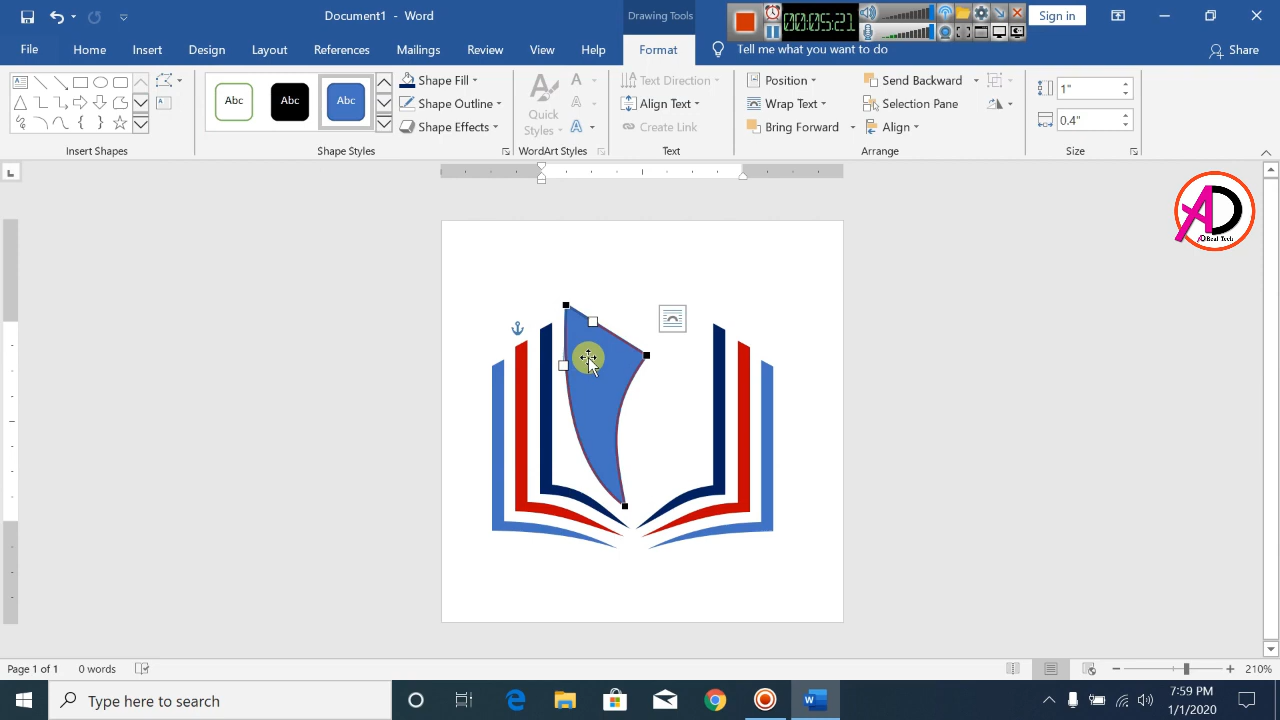 Document1 - Word
Drawing Tools
00:05:21
Sign in
File
Home
Insert
Design
Layout
References
Mailings
Review
View
Help
Format
Tell me what you want to do
Share
Abc
Abc
Abc
Shape Fill
Shape Outline
Shape Effects
Quick
Styles
Text Direction
Align Text
Create Link
Position
Wrap Text
Bring Forward
Send Backward
Selection Pane
Align
1"
0.4"
Insert Shapes
Shape Styles
WordArt Styles
Text
Arrange
Size
AD
AD Real Tech
Page 1 of 1
0 words
210%
Type here to search
7:59 PM
1/1/2020